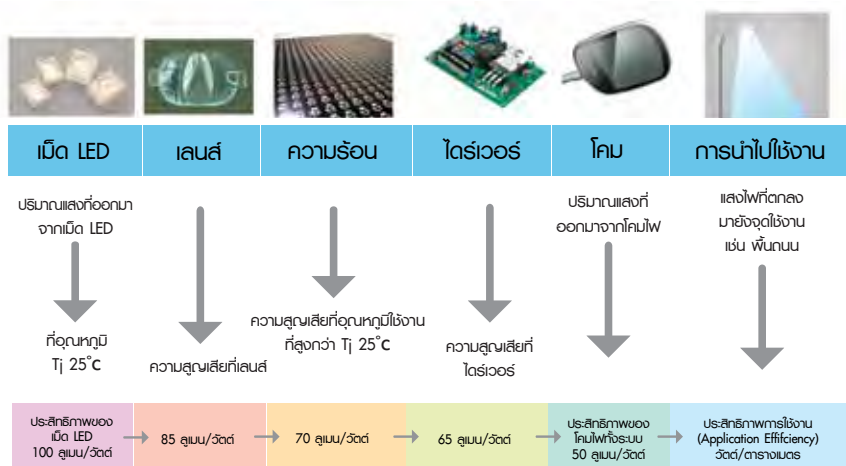 เม็ด LED
เลนส์
ความร้อน
ไดร์เวอร์
โคม
การนำไปใช้งาน
ปริมาณแสงที่ออกมา
จากเม็ด LED
ที่อุณหภูมิ
Tj 25°c
ความสูญเสียที่เลนส์
ความสูญเสียที่อุณหภูมิใช้งาน
ที่สูงกว่า Tj 25°c
ความสูญเสียที่
ไดร์เวอร์
ปริมาณแสงที่
ออกมาจากโคมไฟ
แสงไฟที่ตกลง
มายังจุดใช้งาน
เช่น พื้นถนน
ประสิทธิภาพของ
เม็ด LED
100 ลูเมน/วัตต์
85 ลูเมน/วัตต์
70 ลูเมน/วัตต์
65 ลูเมน/วัตต์
ประสิทธิภาพของ
โคมไฟทั้งระบบ
50 ลูเมน/วัตต์
ประสิทธิภาพการใช้งาน
(Application Effifciency)
วัตต์/ตารางเมตร